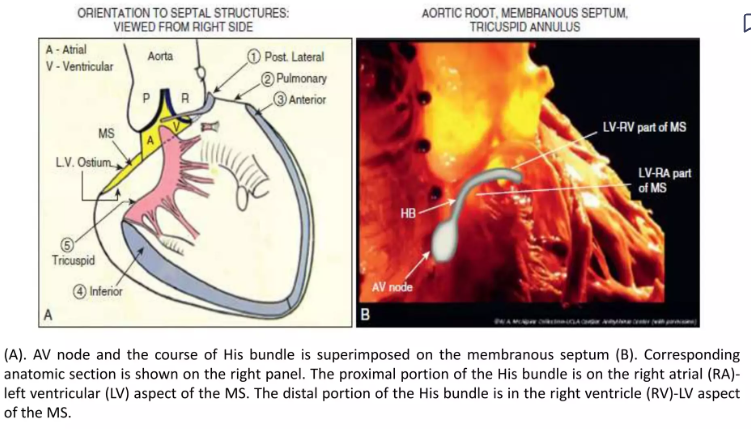 ORIENTATION TO SEPTAL STRUCTURES:
VIEWED FROM RIGHT SIDE
A - Atrial
V - Ventricular
Aorta
P
R
MS
A
V
L.V. Ostium
① Post. Lateral
② Pulmonary
③ Anterior
⑤
Tricuspid
④ Inferior
A
AORTIC ROOT, MEMBRANOUS SEPTUM,
TRICUSPID ANNULUS
LV-RV part of MS
LV-RA part
of MS
HB
AV node
B
(A). AV node and the course of His bundle is superimposed on the membranous septum (B). Corresponding
anatomic section is shown on the right panel. The proximal portion of the His bundle is on the right atrial (RA)-
left ventricular (LV) aspect of the MS. The distal portion of the His bundle is in the right ventricle (RV)-LV aspect
of the MS.